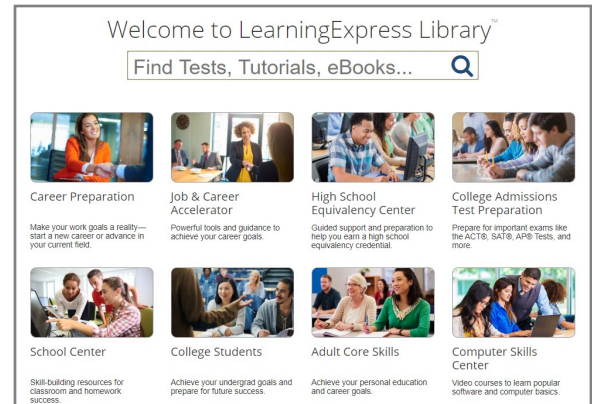 Welcome to LearningExpress Library™
Find Tests, Tutorials, eBooks...
Career Preparation
Make your work goals a reality—
start a new career or advance in
your current field.
Job & Career
Accelerator
Powerful tools and guidance to
achieve your career goals.
High School
Equivalency Center
Guided support and preparation to
help you earn a high school
equivalency credential.
College Admissions
Test Preparation
Prepare for important exams like
the ACT®, SAT®, AP® Tests, and
more.
School Center
Skill-building resources for
classroom and homework
success.
College Students
Achieve your undergrad goals and
prepare for future success.
Adult Core Skills
Achieve your personal education
and career goals.
Computer Skills
Center
Video courses to learn popular
software and computer basics.